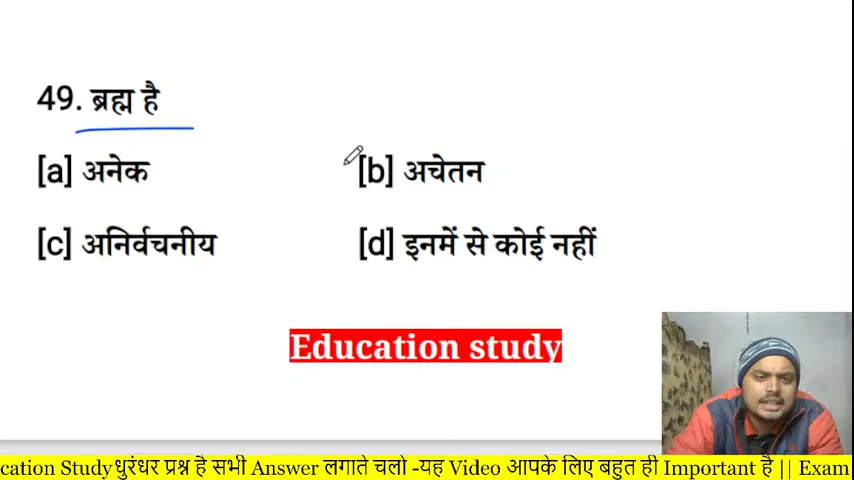 49. ब्रह्म है
[a] अनेक [b] अचेतन
[c] अनिर्वचनीय [d] इनमें से कोई नहीं
Education study
cation Studyधुरंधर प्रश्न है सभी Answer लगाते चलो -यह Video आपके लिए बहुत ही Important है || Exam